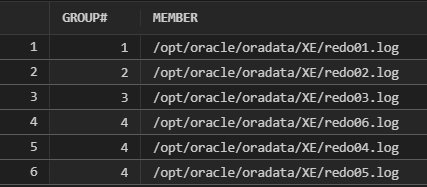 GROUP# MEMBER
1 1 /opt/oracle/oradata/XE/redo01.log
2 2 /opt/oracle/oradata/XE/redo02.log
3 3 /opt/oracle/oradata/XE/redo03.log
4 4 /opt/oracle/oradata/XE/redo06.log
5 4 /opt/oracle/oradata/XE/redo04.log
6 4 /opt/oracle/oradata/XE/redo05.log